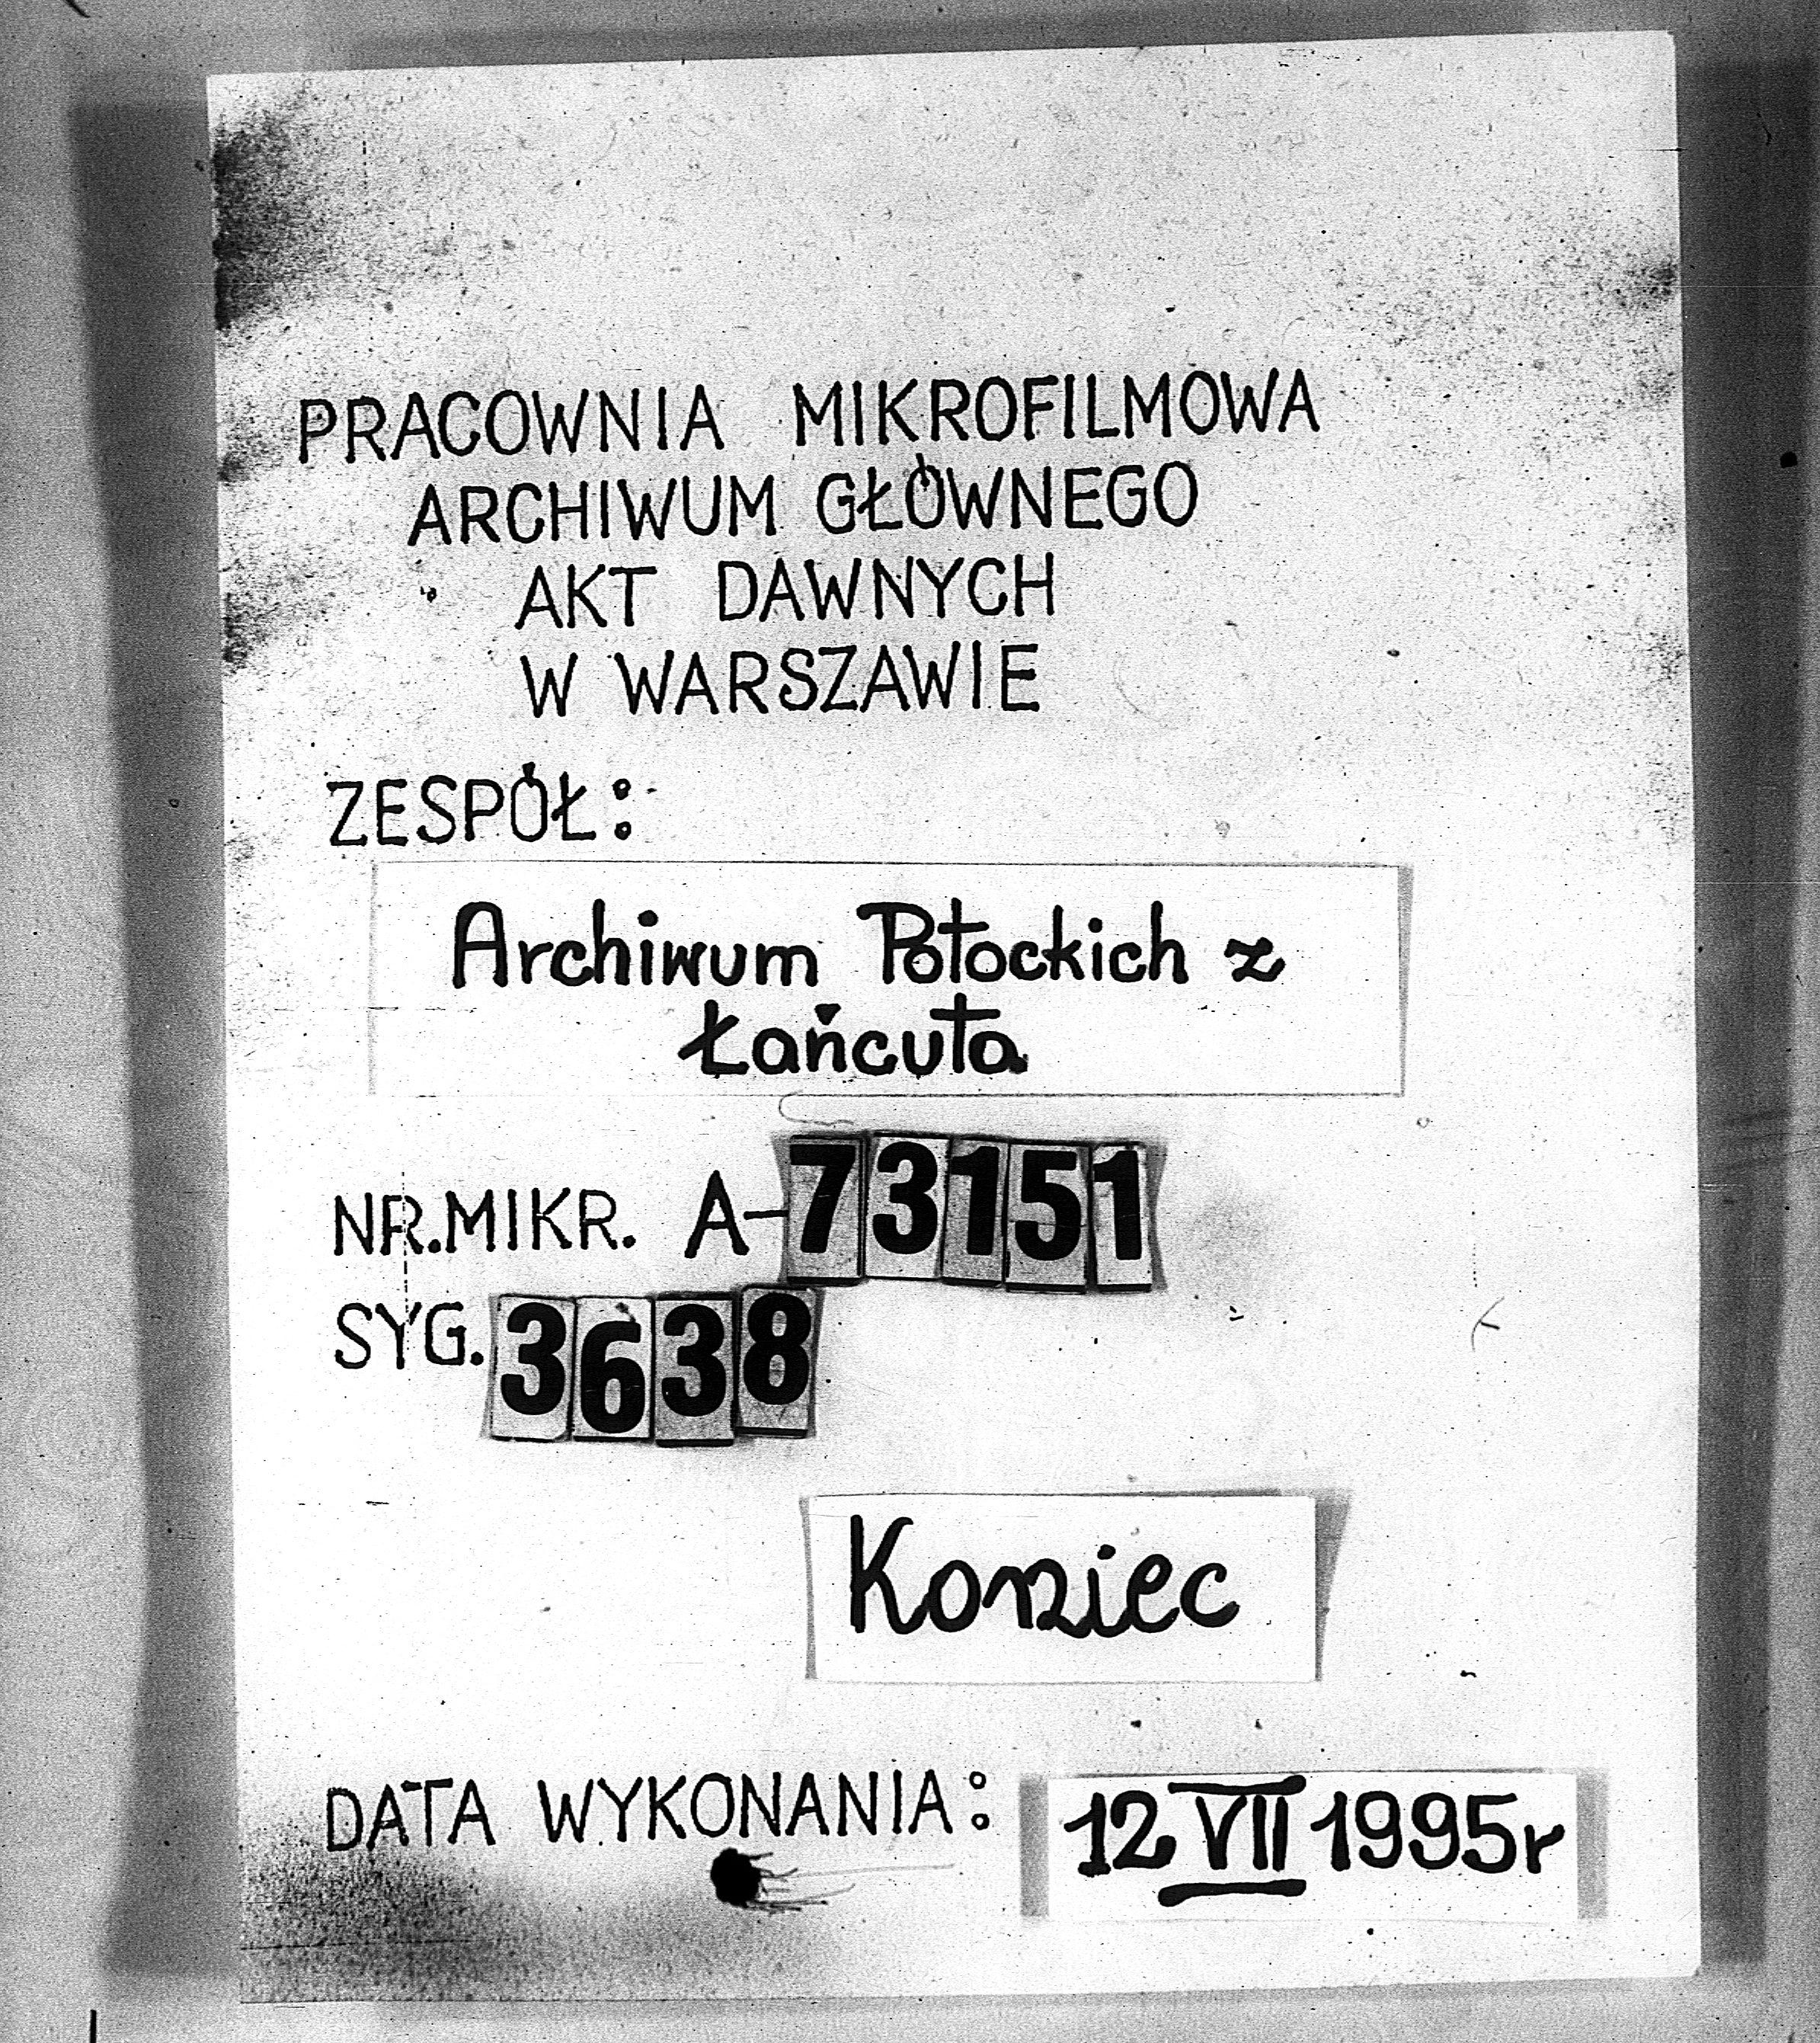 PRACOWNIA MIKROFILMOWA
ARCHIWUM GŁÓWNEGO
AKT DAWNYCH
W WARSZAWIE
ZESPÓŁ:
Archiwum Potockich z
Łańcuta
NR.MIKR. A-73151
SYG. 3638
Koniec
DATA WYKONANIA: 12 VII 1995r